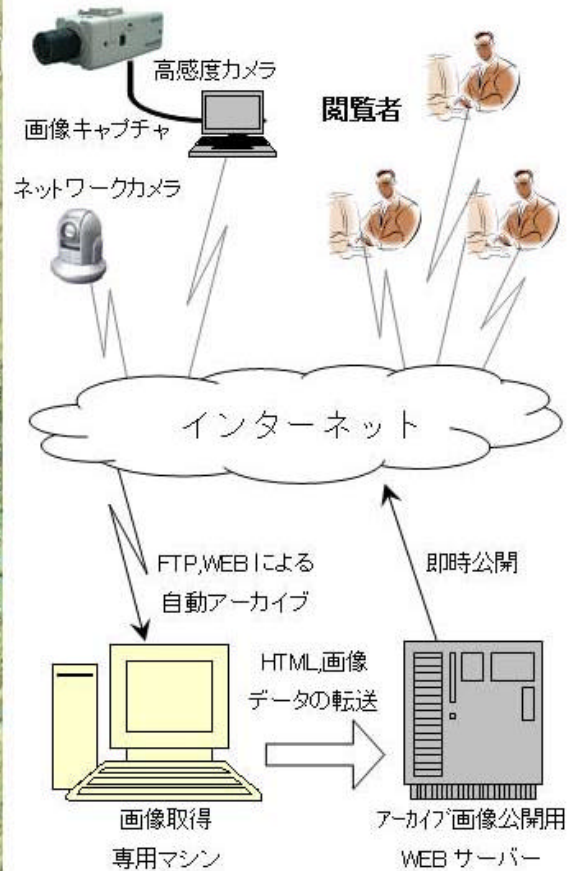 高感度カメラ
画像キャプチャ
閲覧者
ネットワークカメラ
インターネット
FTP,WEBによる
自動アーカイブ
即時公開
HTML,画像
データの転送
画像取得
専用マシン
アーカイブ画像公開用
WEB サーバー